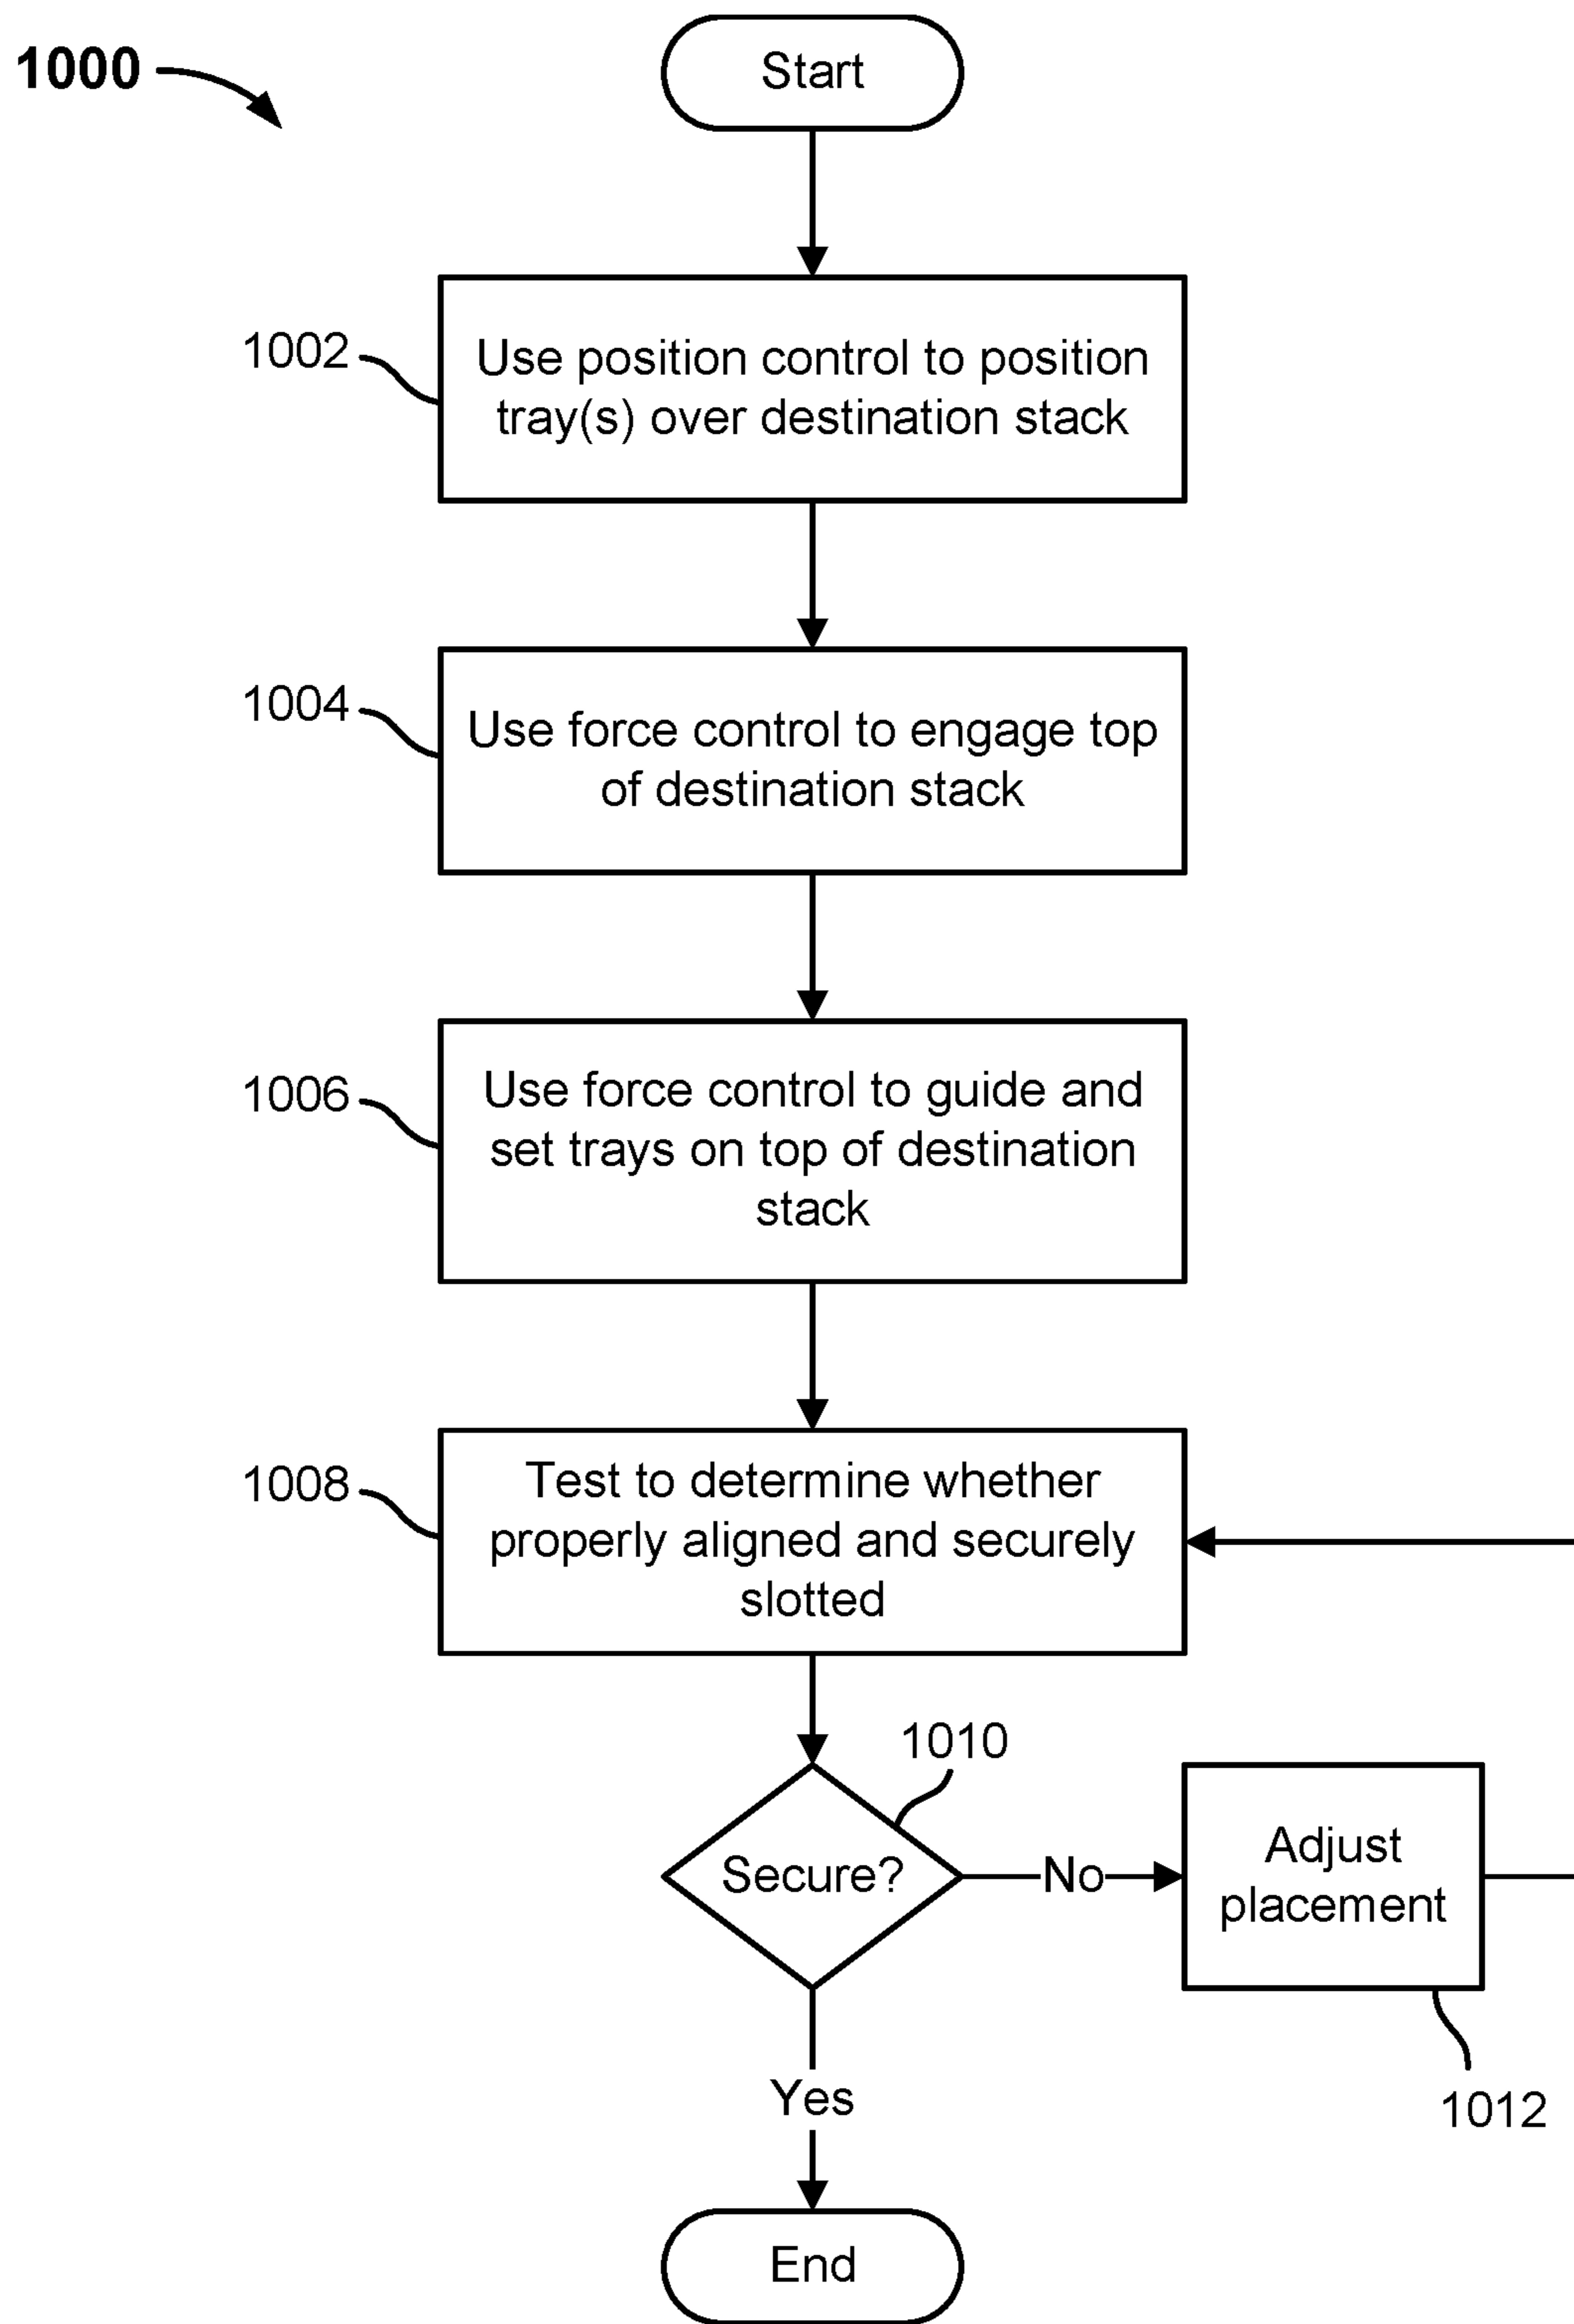 1000
Start
1002
Use position control to position
tray(s) over destination stack
1004
Use force control to engage top
of destination stack
1006
Use force control to guide and
set trays on top of destination
stack
1008
Test to determine whether
properly aligned and securely
slotted
1010
Secure?
No
Adjust
placement
1012
Yes
End